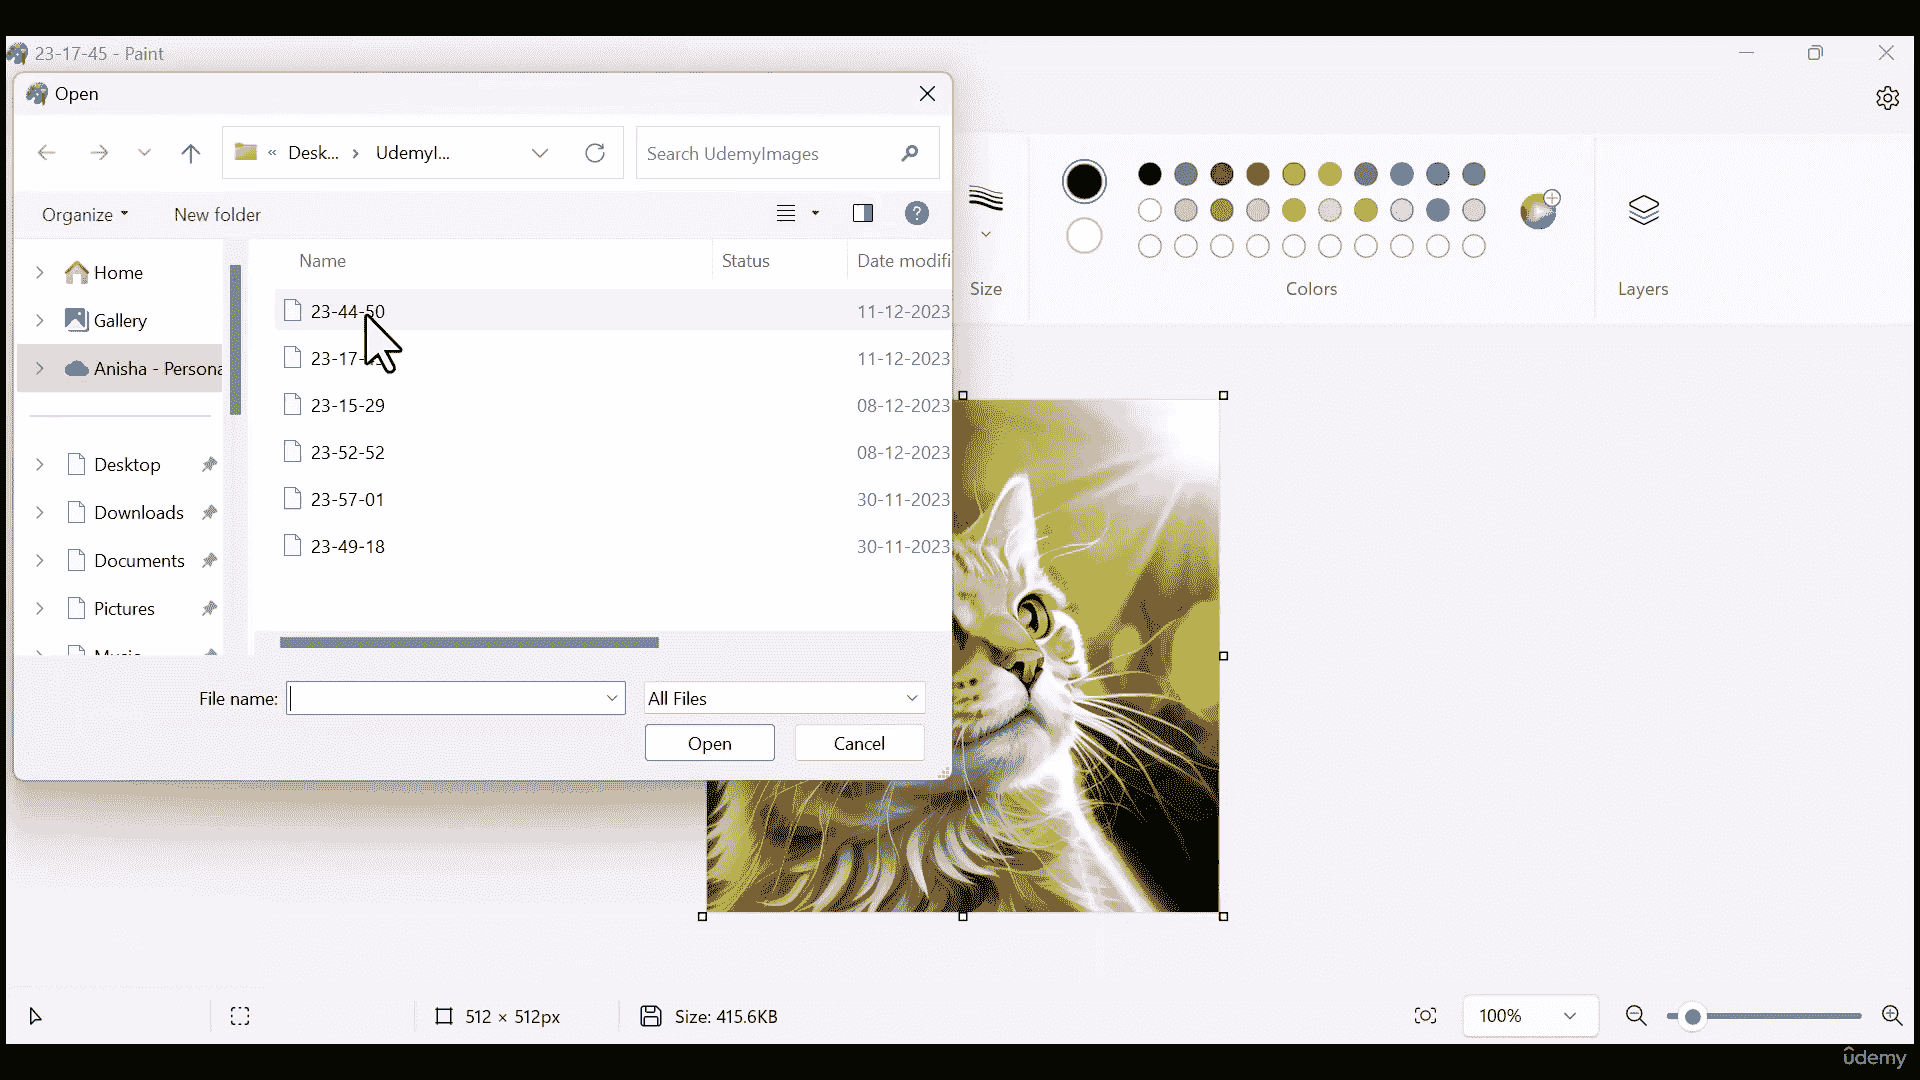 23-17-45 - Paint
Open
« Desk... > UdemyI...
Search UdemyImages
Organize
New folder
Name
Status
Date modifi
Home
Gallery
Anisha - Persona
Desktop
Downloads
Documents
Pictures
23-44-50
11-12-2023
23-17-
11-12-2023
23-15-29
08-12-2023
23-52-52
08-12-2023
23-57-01
30-11-2023
23-49-18
30-11-2023
File name:
All Files
Open
Cancel
Size
Colors
Layers
512 × 512px
Size: 415.6KB
100%
udemy